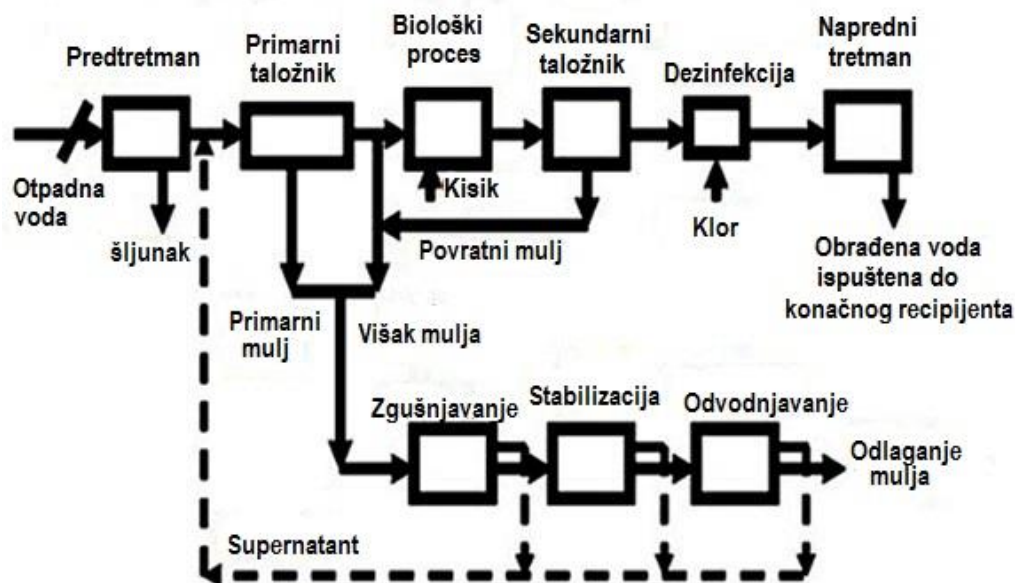 Predtretman
Primarni
taložnik
Biološki
proces
Sekundarni
taložnik
Dezinfekcija
Napredni
tretman
Otpadna
voda
šljunak
Kisik
Povratni mulj
Klor
Obrađena voda
ispuštena do
konačnog recipijenta
Primarni
mulj
Višak mulja
Zgušnjavanje
Stabilizacija
Odvodnjavanje
Odlaganje
mulja
Supernatant